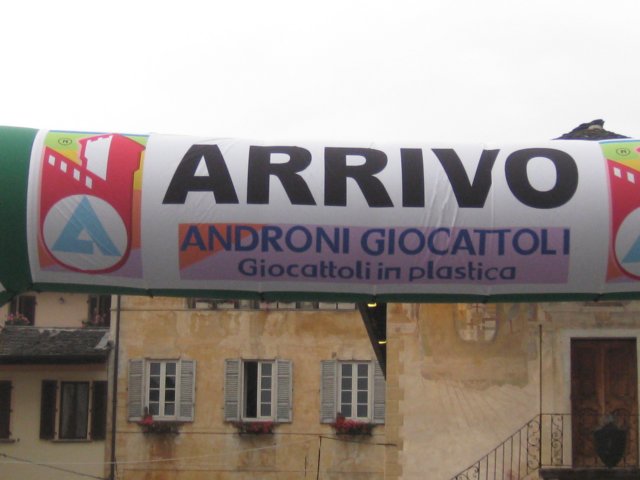 ARRIVO
ANDRONI GIOCATTOLI
Giocattoli in plastica